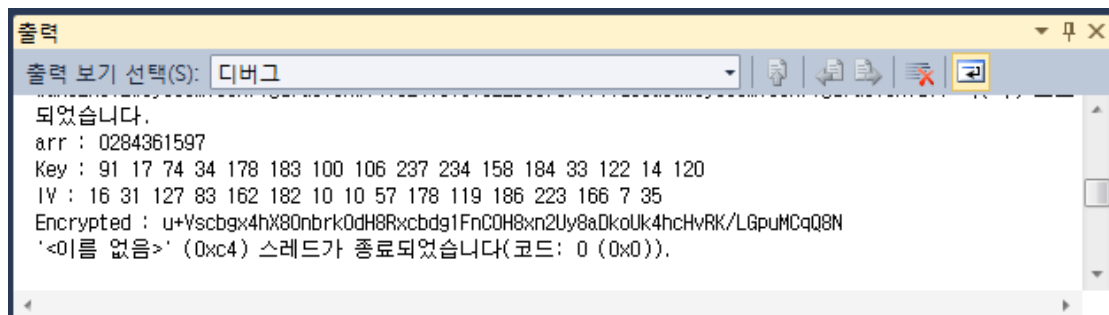 출력
출력 보기 선택(S): 디버그
되었습니다.
arr : 0284361597
Key : 91 17 74 34 178 183 100 106 237 234 158 184 33 122 14 120
IV : 16 31 127 83 162 182 10 10 57 178 119 186 223 166 7 35
Encrypted : u+Vscbgx4hX8OnbrkOdH8Rxcbdg1FnCOH8xn2Uy8aDkoUk4hcHvRK/LGpuMCqQ8N
'<이름 없음>' (0xc4) 스레드가 종료되었습니다(코드: 0 (0x0)).